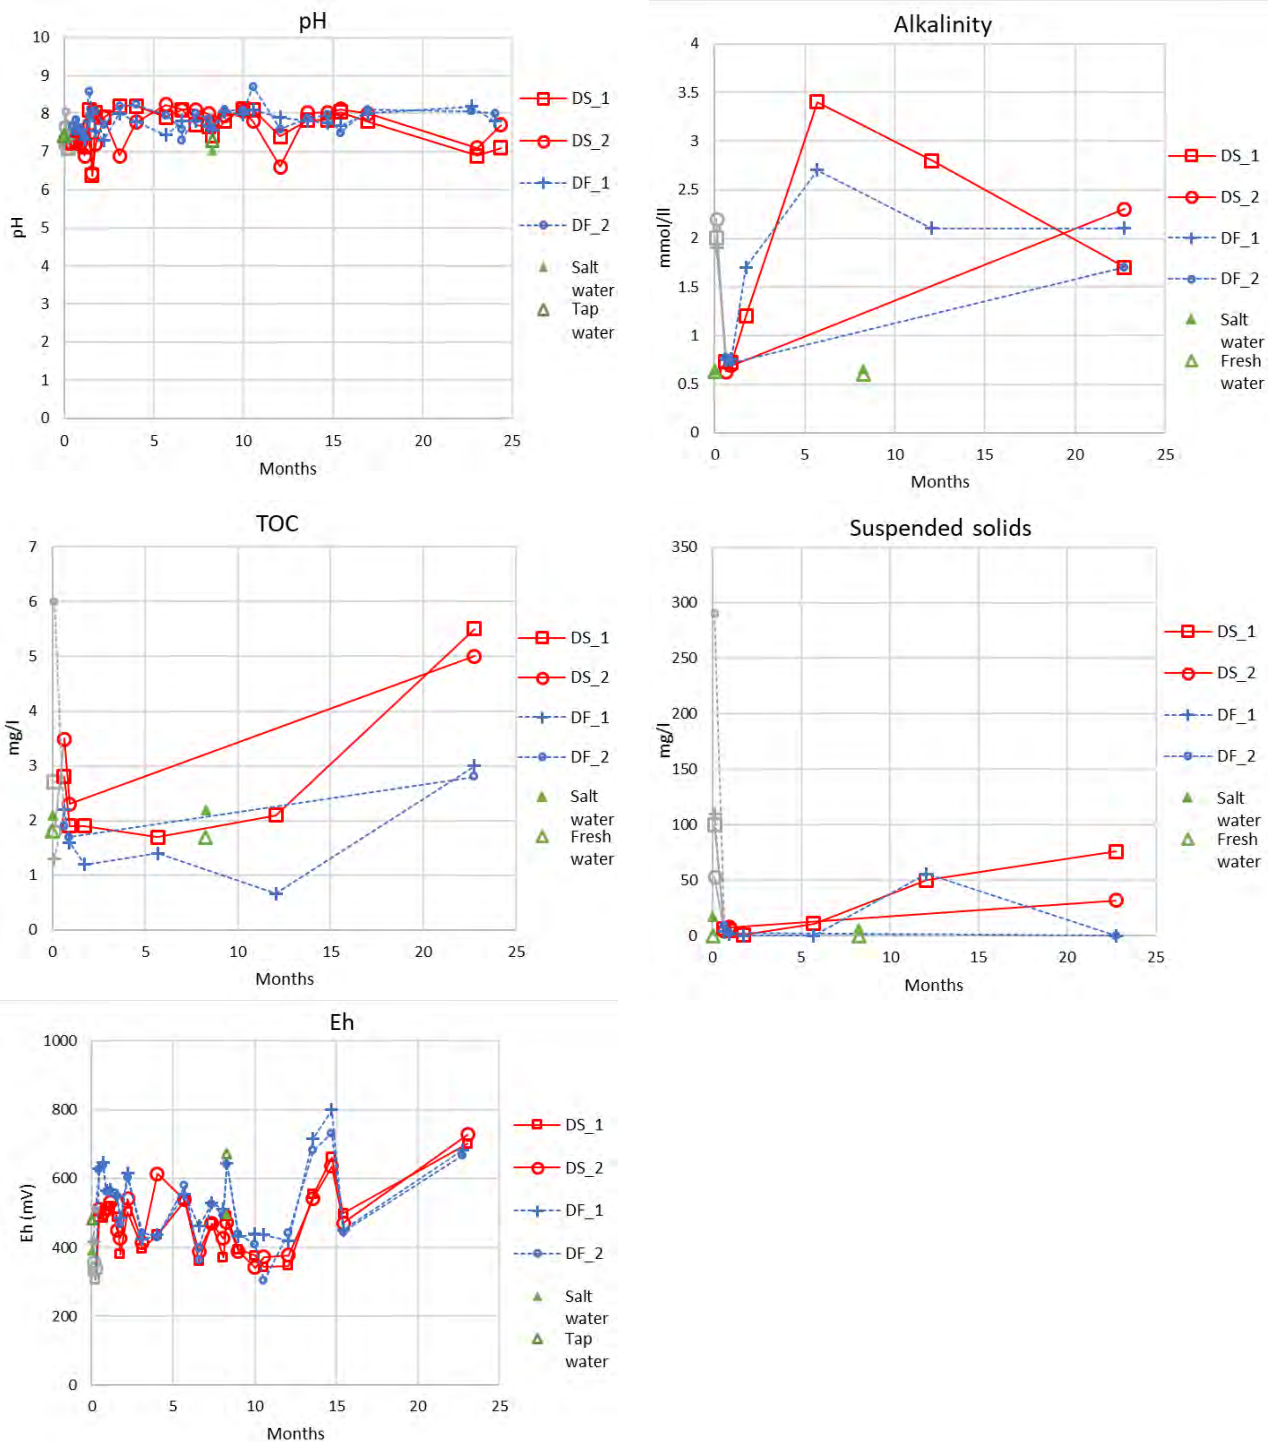 pH
10
9
8
7
6
5
4
3
2
1
0
pH
0 5 10 15 20 25
Months
DS_1
DS_2
DF_1
DF_2
Salt
water
Tap
water
Alkalinity
4
3.5
3
2.5
2
1.5
1
0.5
0
mmol/ll
0 5 10 15 20 25
Months
DS_1
DS_2
DF_1
DF_2
Salt
water
Fresh
water
TOC
7
6
5
4
3
2
1
0
mg/l
0 5 10 15 20 25
Months
DS_1
DS_2
DF_1
DF_2
Salt
water
Fresh
water
Suspended solids
350
300
250
200
150
100
50
0
mg/l
0 5 10 15 20 25
Months
DS_1
DS_2
DF_1
DF_2
Salt
water
Fresh
water
Eh
1000
800
600
400
200
0
Eh (mv)
0 5 10 15 20 25
Months
DS_1
DS_2
DF_1
DF_2
Salt
water
Tap
water